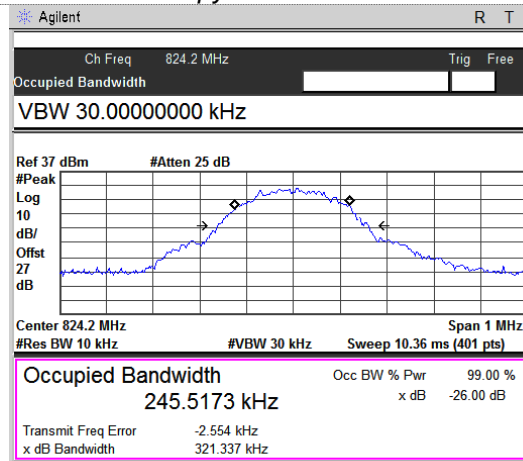 Agilent R T
Ch Freq 824.2 MHz Trig Free
Occupied Bandwidth
VBW 30.00000000 kHz
Ref 37 dBm #Atten 25 dB
#Peak
Log
10
dB/
Offst
27
dB
Center 824.2 MHz Span 1 MHz
#Res BW 10 kHz #VBW 30 kHz Sweep 10.36 ms (401 pts)
Occupied Bandwidth Occ BW % Pwr 99.00 %
245.5173 kHz x dB -26.00 dB
Transmit Freq Error -2.554 kHz
x dB Bandwidth 321.337 kHz